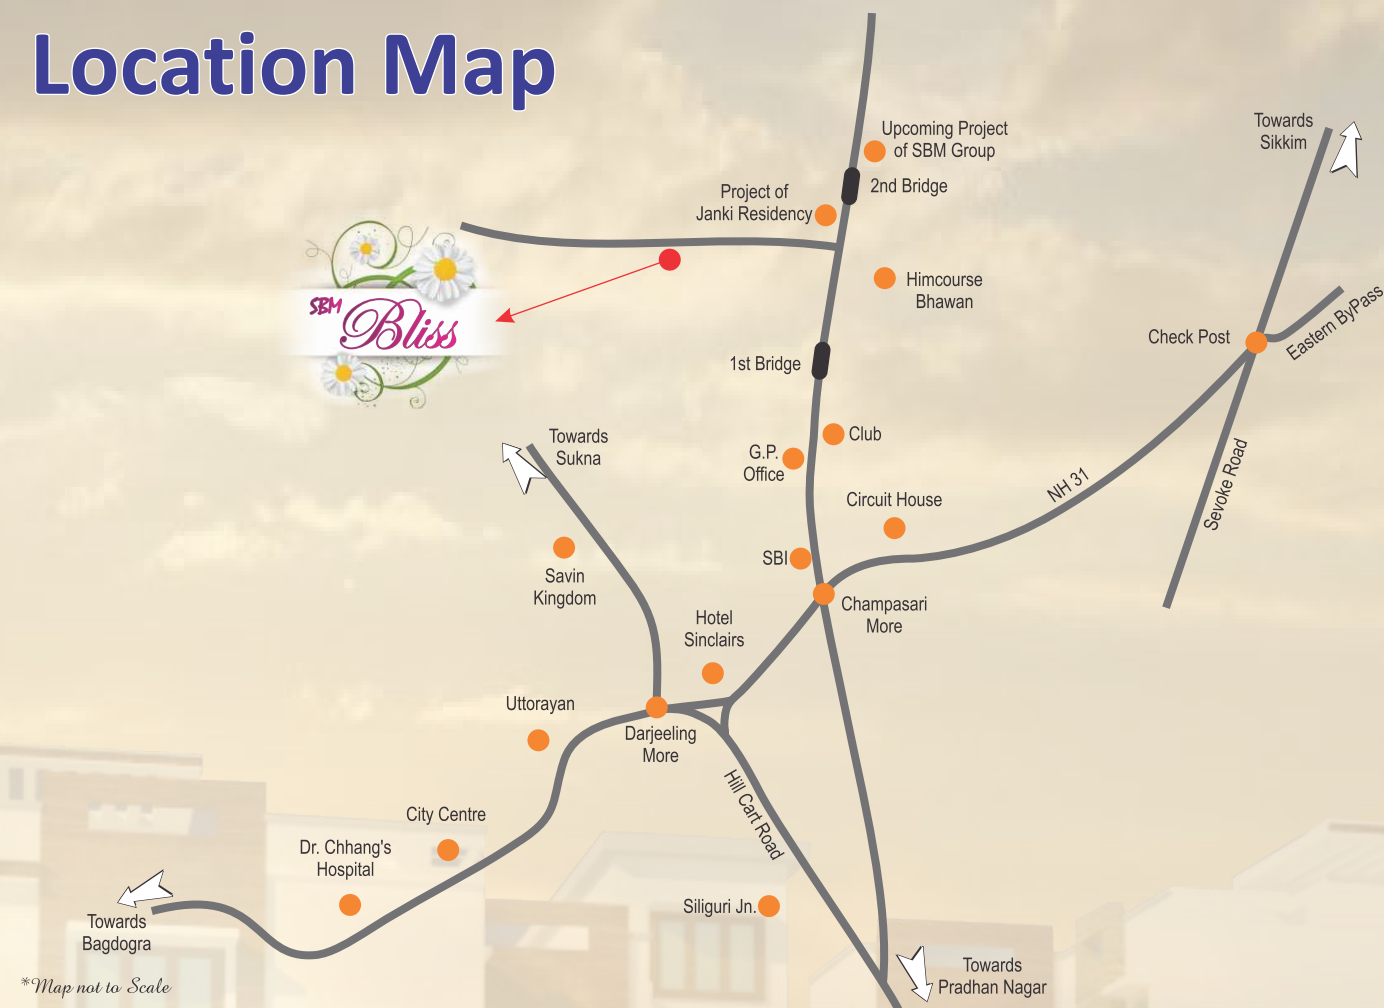 Location Map
Upcoming Project
of SBM Group
2nd Bridge
Project of
Janki Residency
Towards
Sikkim
Himcourse
Bhawan
SBM
Bliss
Check Post
Eastern ByPass
1st Bridge
Club
G.P.
Office
Towards
Sukna
Circuit House
NH 31
Sevoke Road
SBI
Savin
Kingdom
Champasari
More
Hotel
Sinclairs
Uttorayan
Darjeeling
More
Hill Cart Road
City Centre
Dr. Chhang's
Hospital
Siliguri Jn.
Towards
Bagdogra
Towards
Pradhan Nagar
*Map not to Scale